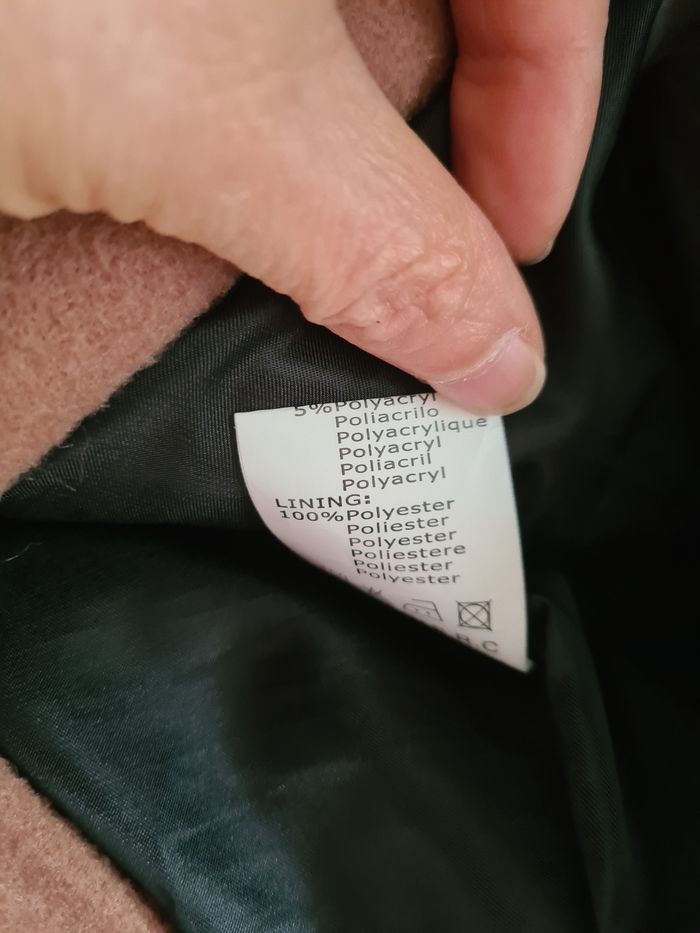 5%Polyacryl
Poliacrilo
Polyacrylique
Polyacryl
Poliacril
Polyacryl
LINING:
100%Polyester
Poliester
Polyester
Poliestere
Poliester
Polyester
B C